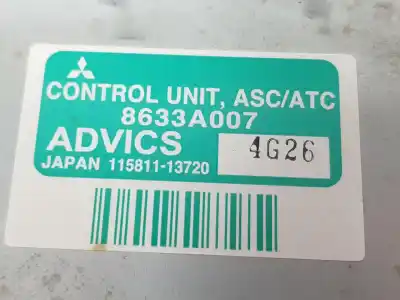 CONTROL UNIT, ASC/ATC
8633A007
ADVICS 4G26
JAPAN 115811-13720